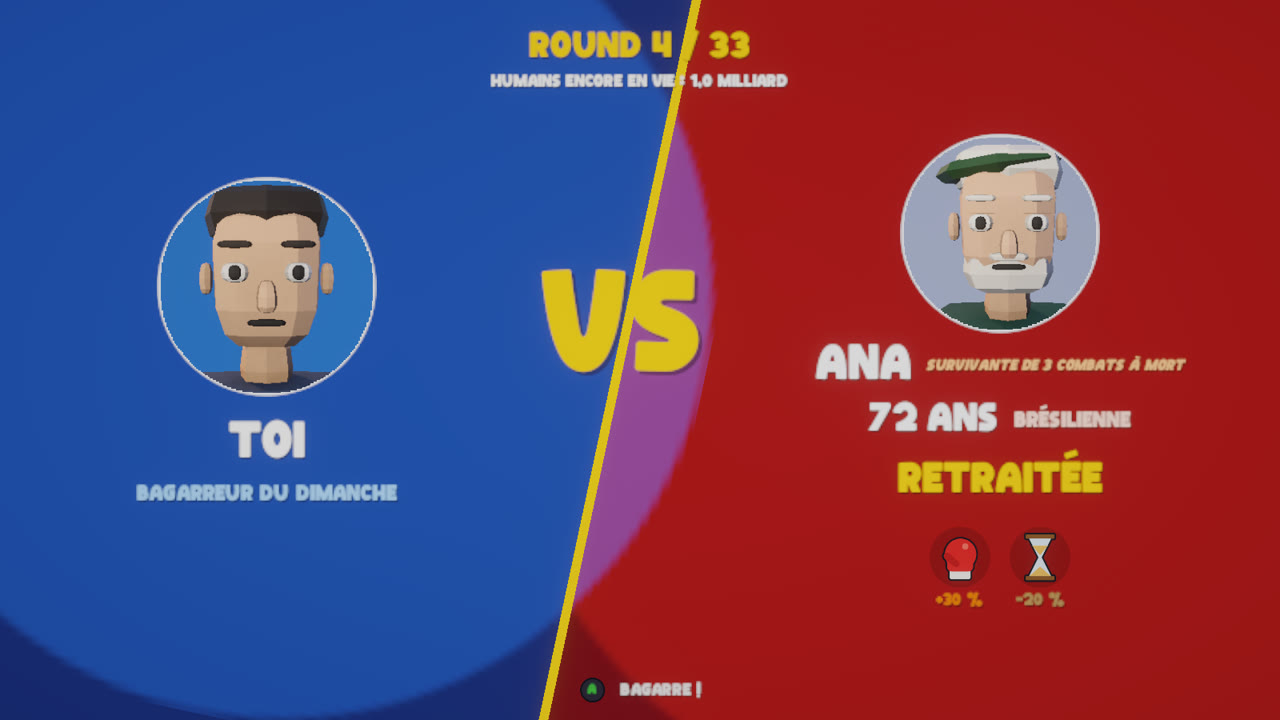 ROUND 4 / 33
HUMAINS ENCORE EN VIE : 1,0 MILLIARD
VS
TOI
BAGARREUR DU DIMANCHE
ANA SURVIVANTE DE 3 COMBATS À MORT
72 ANS BRÉSILIENNE
RETRAITÉE
+30 % -20 %
A BAGARRE !